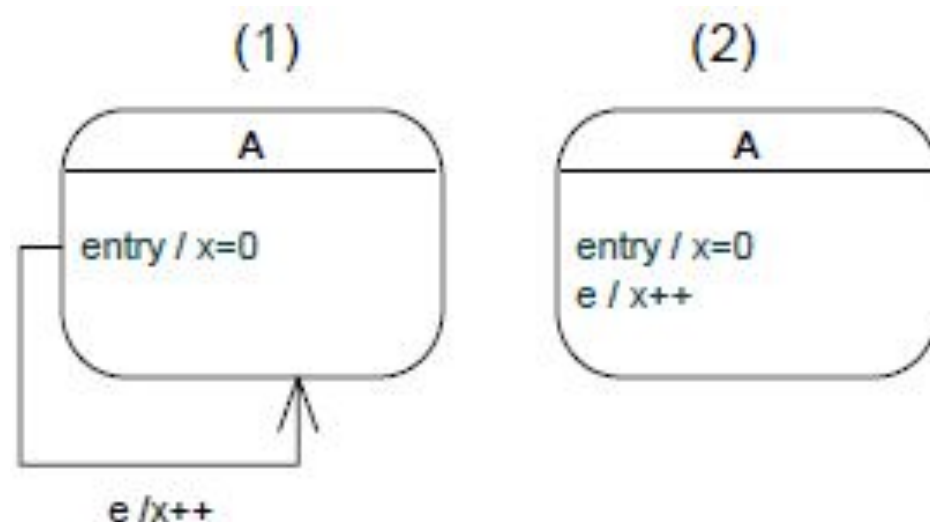 (1)
A
entry / x=0
e /x++
(2)
A
entry / x=0
e / x++